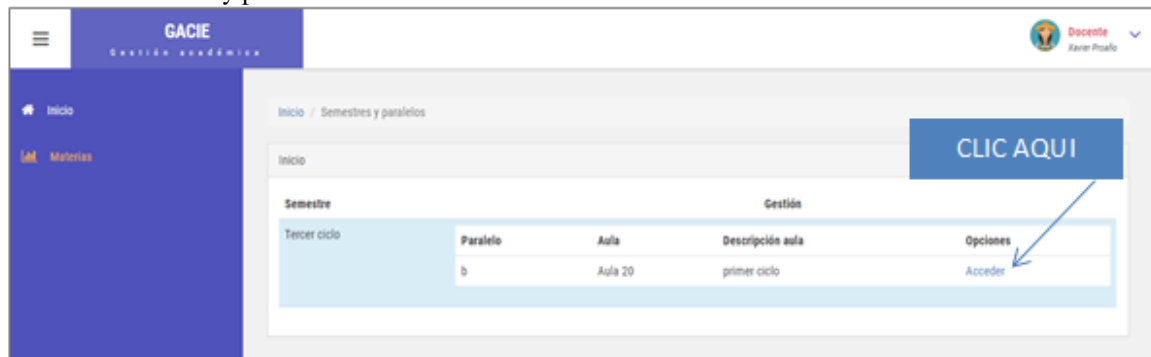 GACIE
Gestión académica
Docente
Xavier Proaño
Inicio
Materias
Inicio / Semestres y paralelos
CLIC AQUI
Inicio
Semestre Gestión
Tercer ciclo
Paralelo Aula Descripción aula Opciones
b Aula 20 primer ciclo Acceder